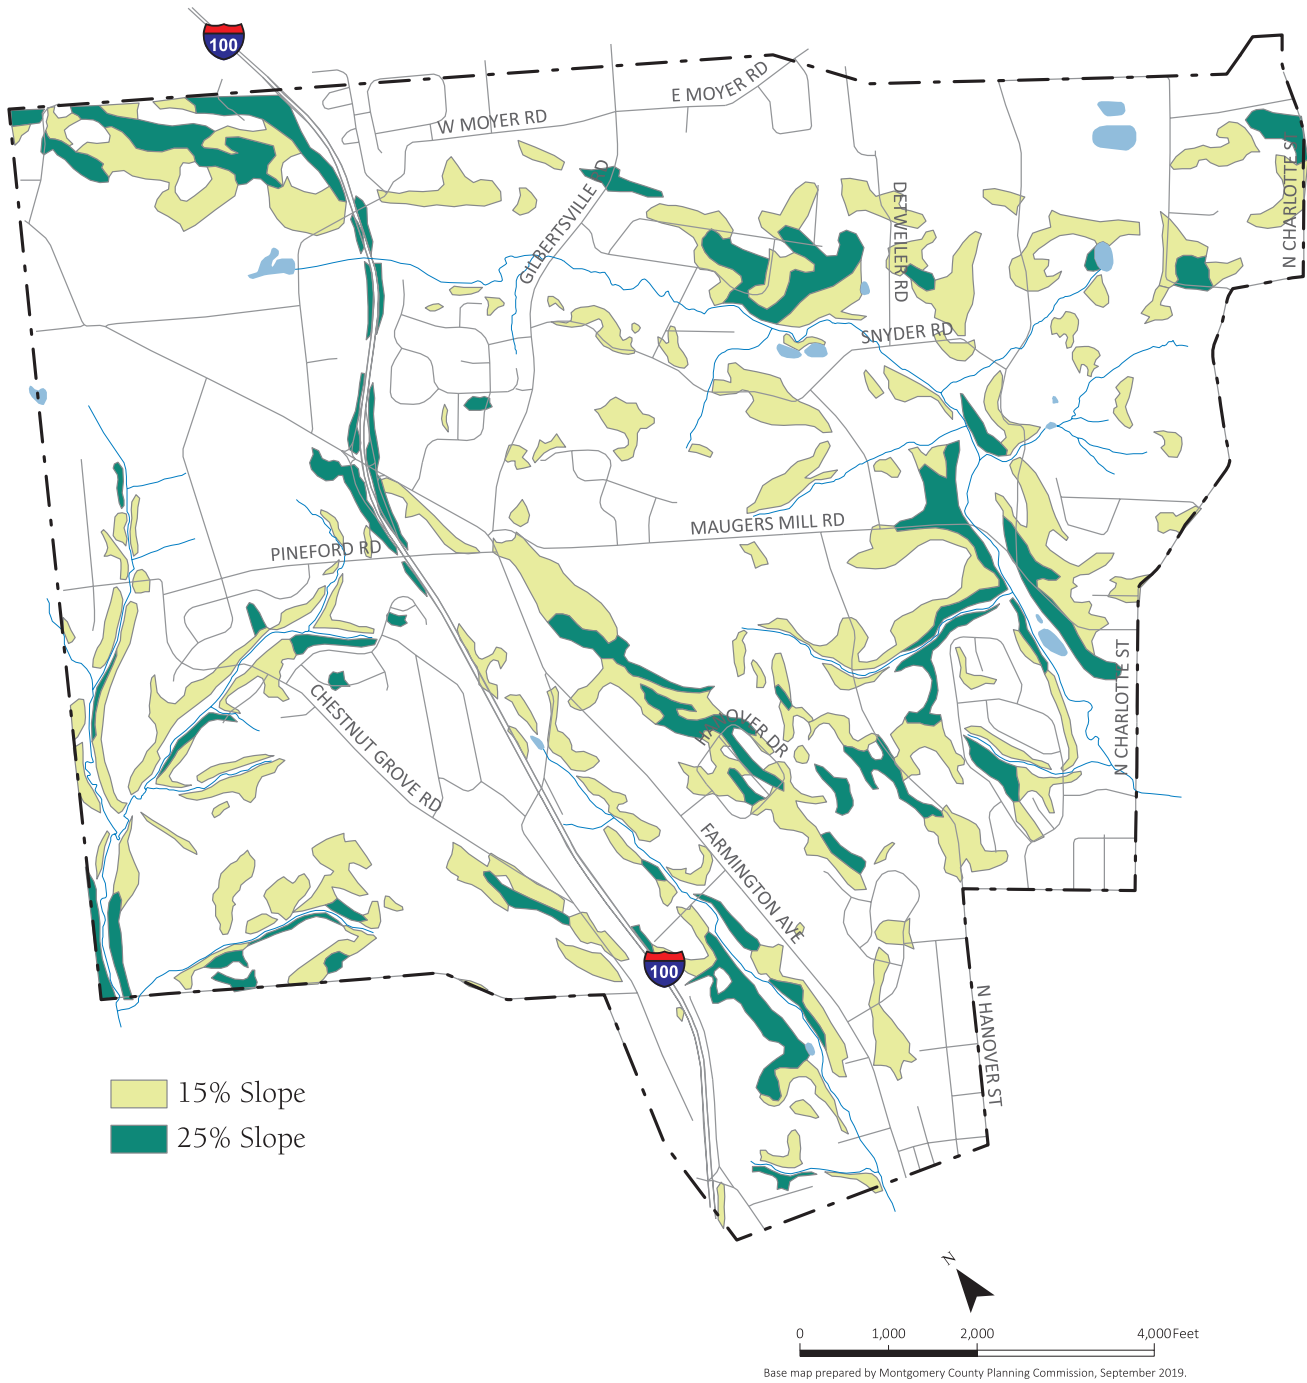 100
E MOYER RD
W MOYER RD
GILBERTSVILLE RD
DETWEILER RD
N CHARLOTTE ST
SNYDER RD
MAUGERS MILL RD
PINEFORD RD
N CHARLOTTE ST
CHESTNUT GROVE RD
HANOVER DR
FARMINGTON AVE
100
N HANOVER ST
15% Slope
25% Slope
N
0 1,000 2,000 4,000 Feet
Base map prepared by Montgomery County Planning Commission, September 2019.